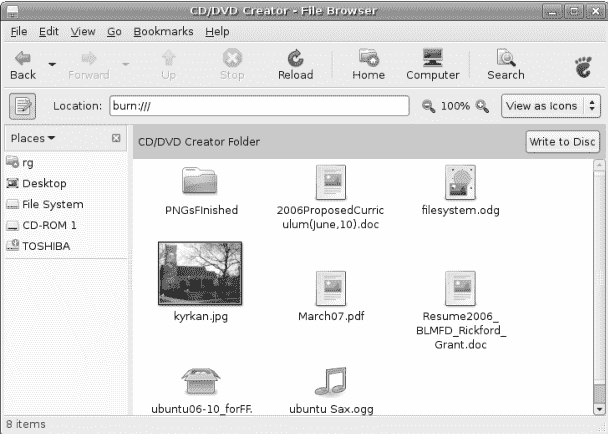 CD/DVD Creator - File Browser
File Edit View Go Bookmarks Help
Back Forward Up Stop Reload Home Computer Search
Location: burn:/// 100% View as Icons
Places CD/DVD Creator Folder Write to Disc
rg
Desktop
File System
CD-ROM 1
TOSHIBA
PNGsFInished
2006ProposedCurric
ulum(June,10).doc
filesystem.odg
kyrkan.jpg
March07.pdf
Resume2006_
BLMFD_Rickford_
Grant.doc
ubuntu06-10_forFF.
ubuntu Sax.ogg
8 items